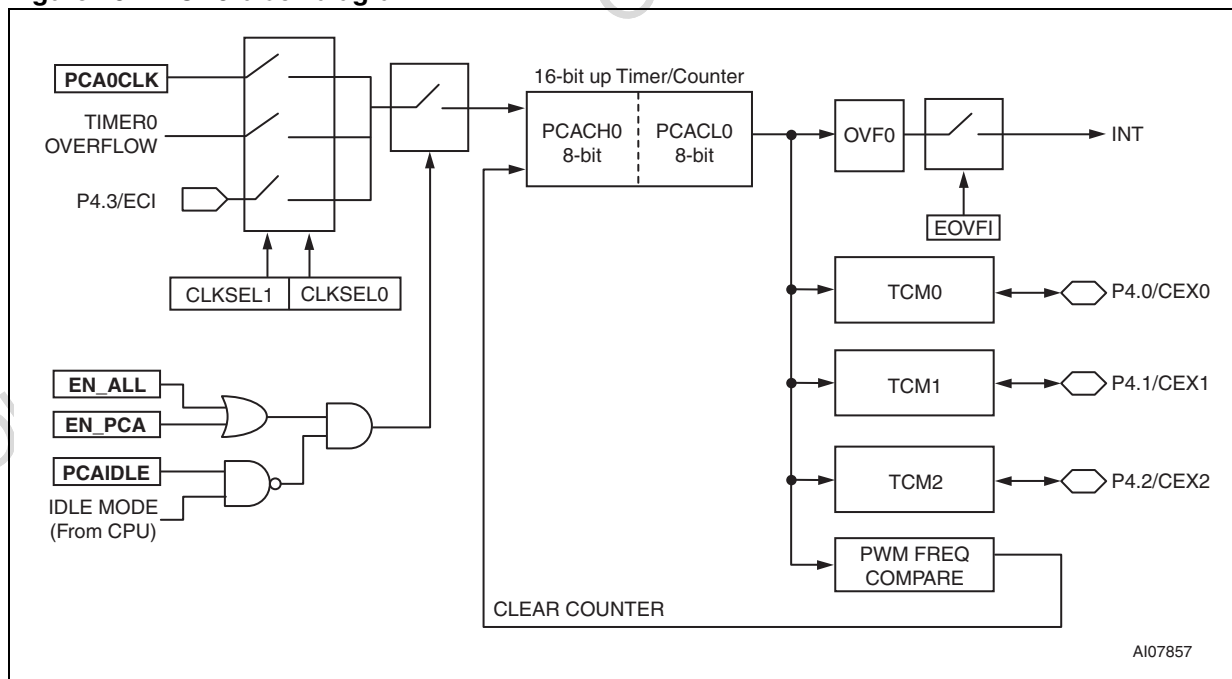 16-bit up Timer/Counter
PCA0CLK
TIMER0
OVERFLOW
P4.3/ECI
CLKSEL1
CLKSEL0
PCACH0
8-bit
PCACL0
8-bit
OVF0
INT
EOVFI
TCM0
P4.0/CEX0
TCM1
P4.1/CEX1
TCM2
P4.2/CEX2
PWM FREQ
COMPARE
CLEAR COUNTER
EN_ALL
EN_PCA
PCAIDLE
IDLE MODE
(From CPU)
AI07857